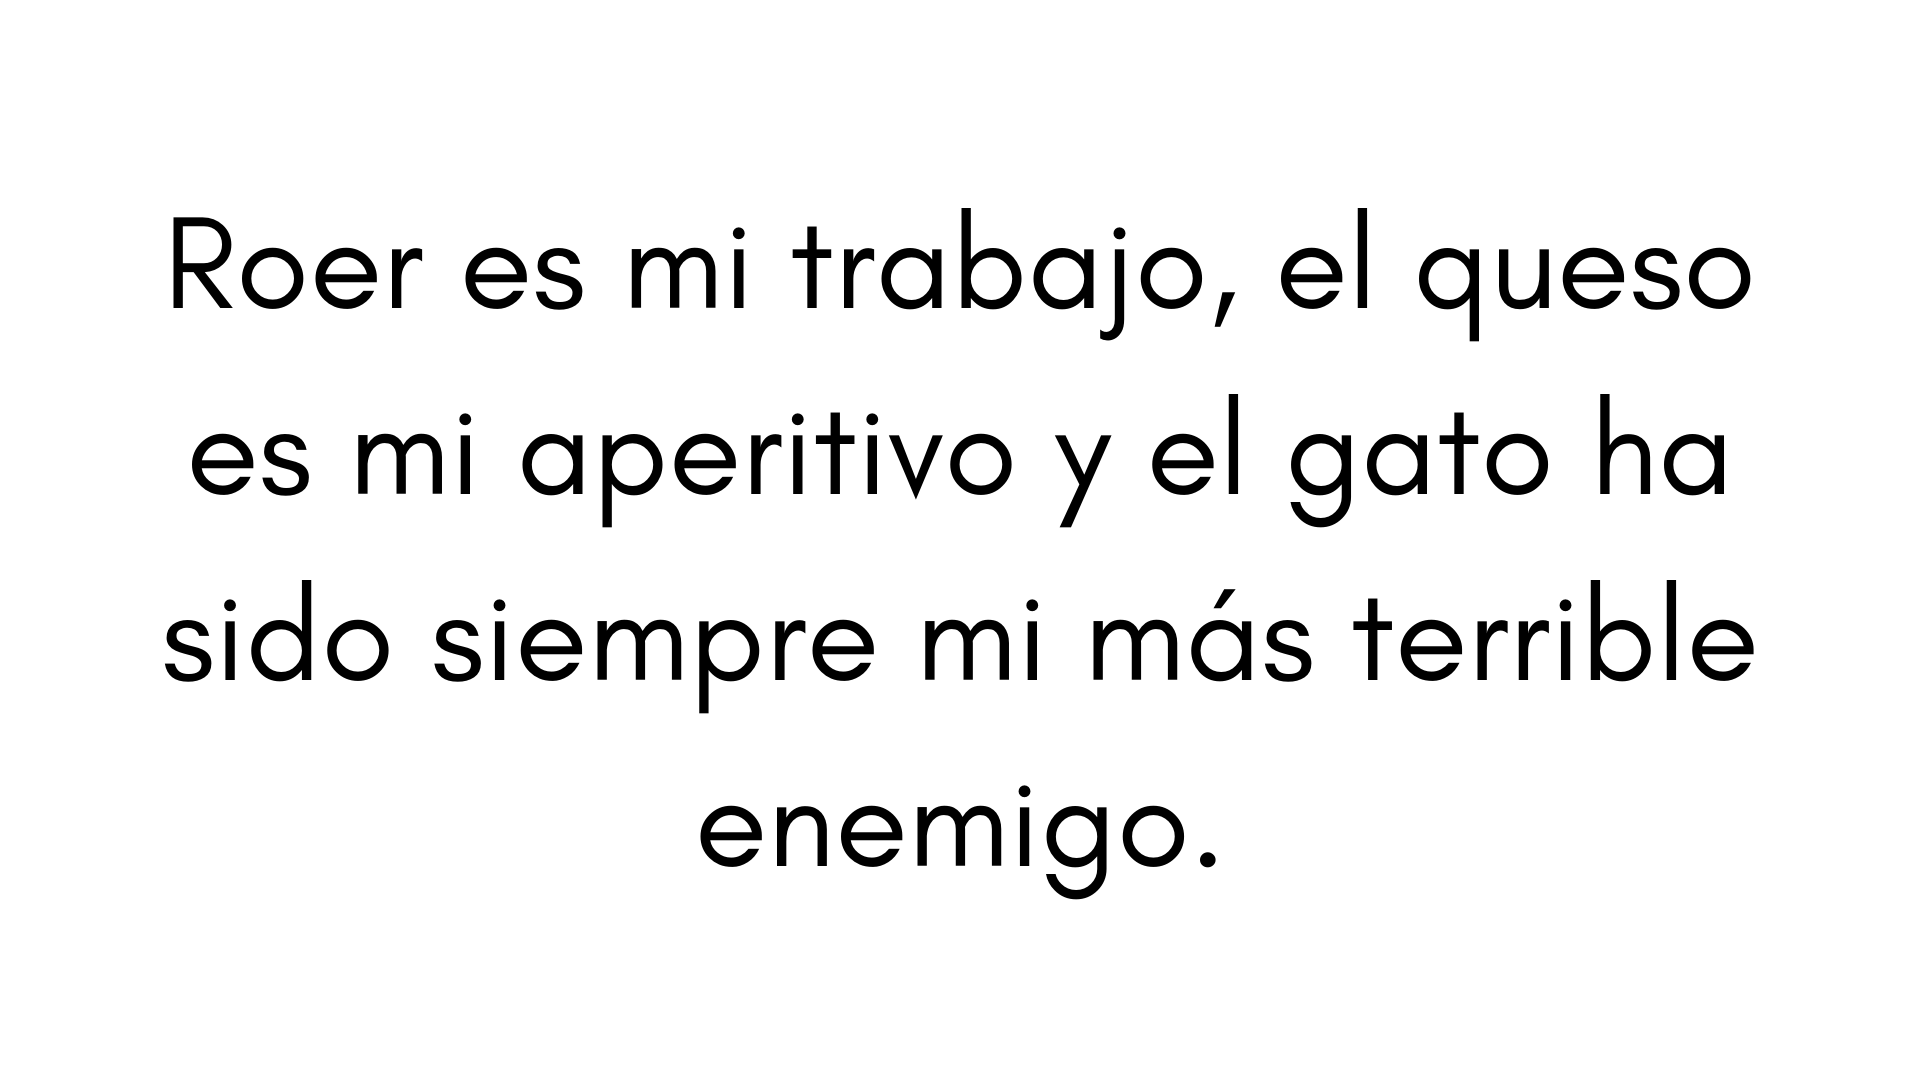 Roer es mi trabajo, el queso
es mi aperitivo y el gato ha
sido siempre mi más terrible
enemigo.